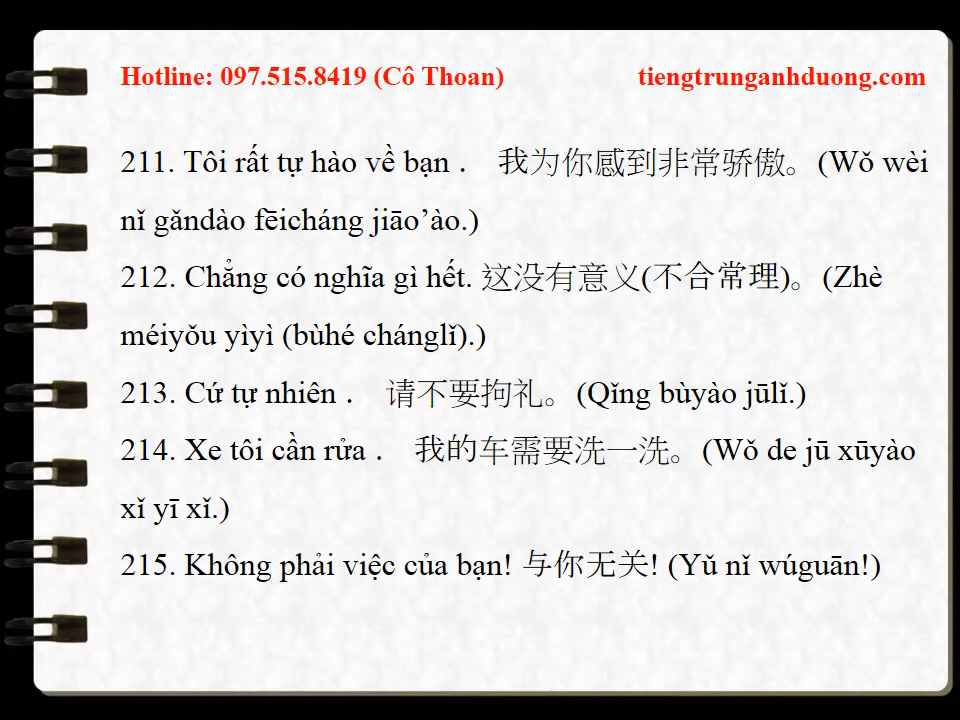 Hotline: 097.515.8419 (Cô Thoan) tiengtrunganhduong.com
211. Tôi rất tự hào về bạn . 我为你感到非常骄傲。(Wǒ wèi
nǐ gǎndào fēicháng jiāo’ào.)
212. Chẳng có nghĩa gì hết. 这没有意义(不合常理)。(Zhè
méiyǒu yìyì (bùhé chánglǐ).)
213. Cứ tự nhiên . 请不要拘礼。(Qǐng bùyào jūlǐ.)
214. Xe tôi cần rửa . 我的车需要洗一洗。(Wǒ de jū xūyào
xǐ yī xǐ.)
215. Không phải việc của bạn! 与你无关! (Yǔ nǐ wúguān!)